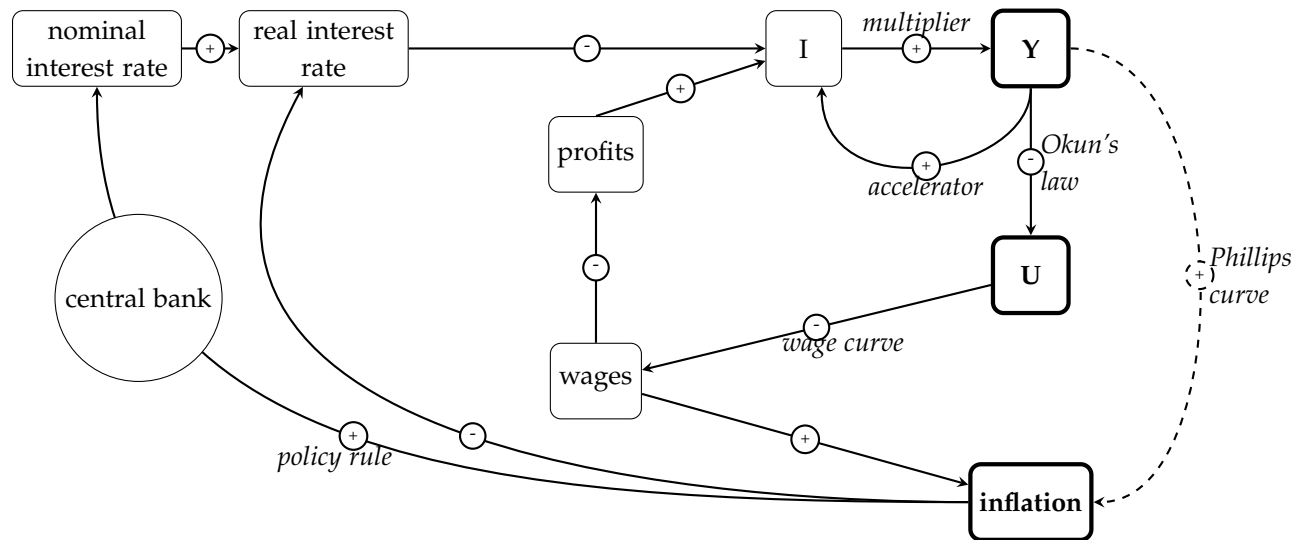 nominal
interest rate
+
real interest
rate
-
I
multiplier
+
Y
+
profits
+
accelerator
-
Okun's
law
-
U
+
Phillips
curve
central bank
-
wage curve
wages
+
policy rule
-
+
inflation